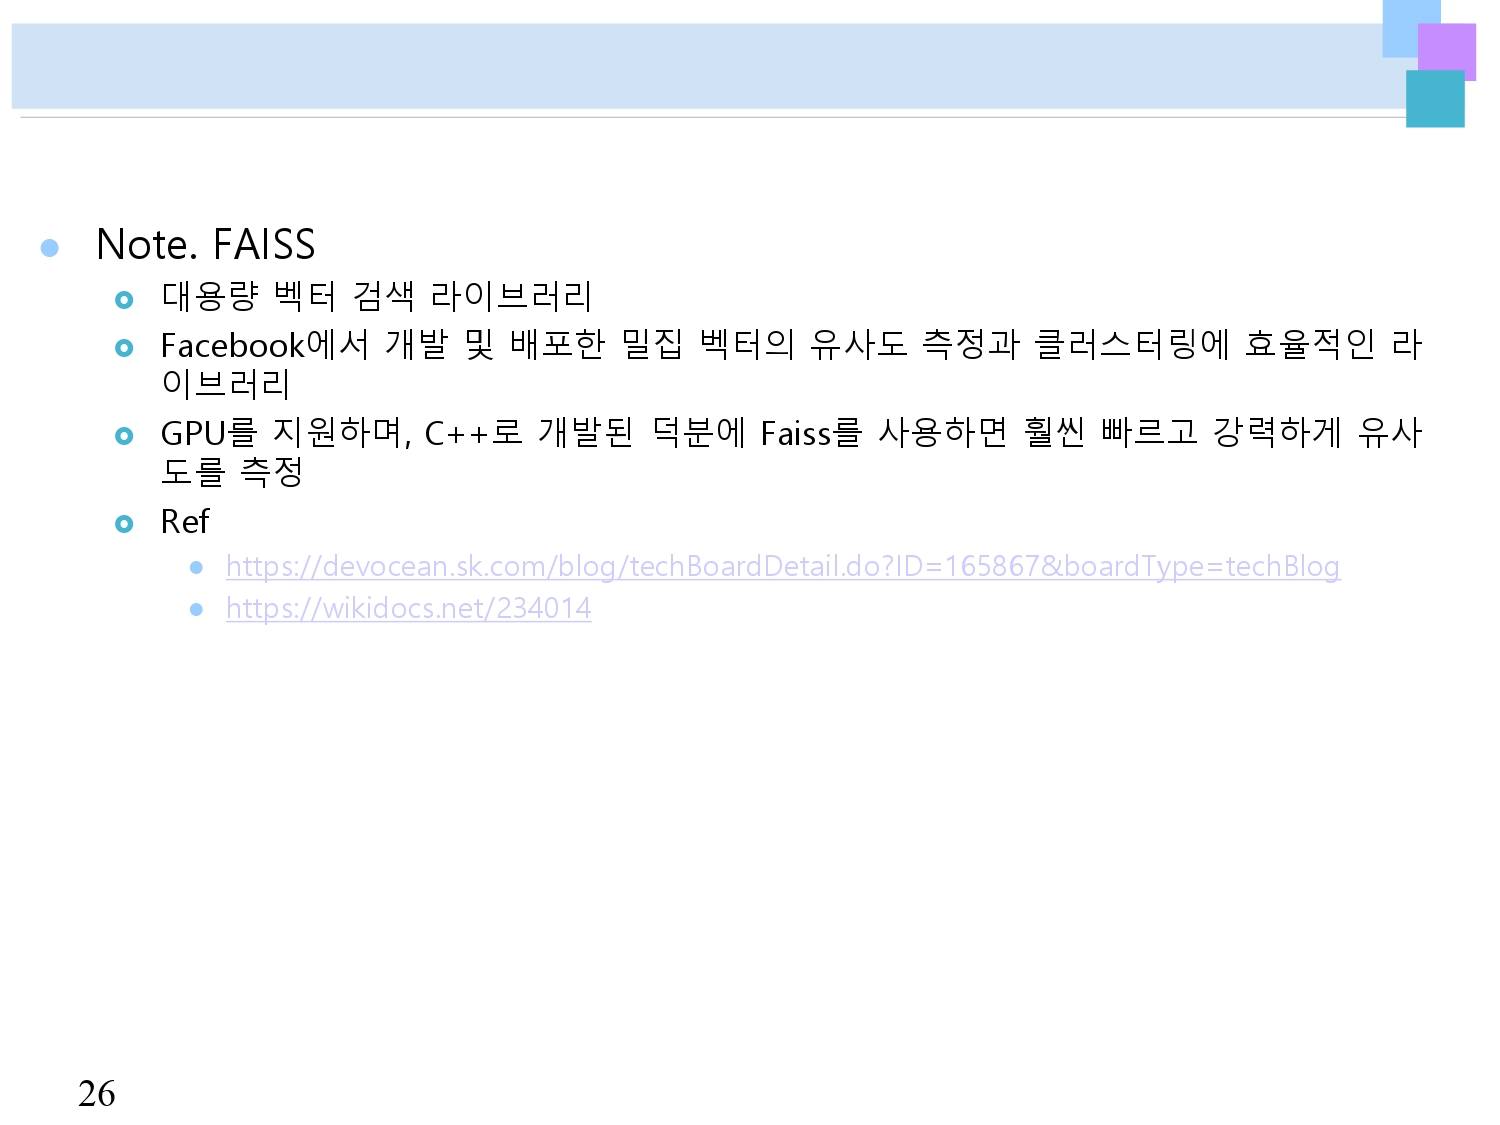 Note. FAISS
대용량 벡터 검색 라이브러리
Facebook에서 개발 및 배포한 밀집 벡터의 유사도 측정과 클러스터링에 효율적인 라
이브러리
GPU를 지원하며, C++로 개발된 덕분에 Faiss를 사용하면 훨씬 빠르고 강력하게 유사
도를 측정
Ref
https://devocean.sk.com/blog/techBoardDetail.do?ID=165867&boardType=techBlog
https://wikidocs.net/234014
26